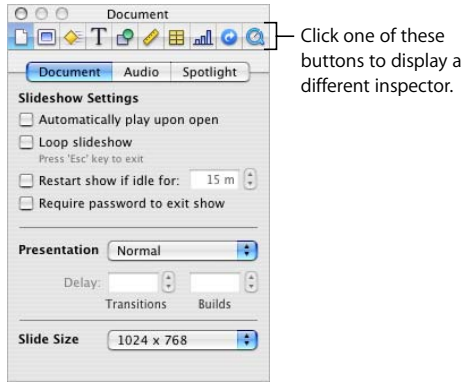 Document
T
Click one of these
buttons to display a
different inspector.
Document Audio Spotlight
Slideshow Settings
Automatically play upon open
Loop slideshow
Press 'Esc' key to exit
Restart show if idle for: 15 m
Require password to exit show
Presentation Normal
Delay:
Transitions Builds
Slide Size 1024 x 768